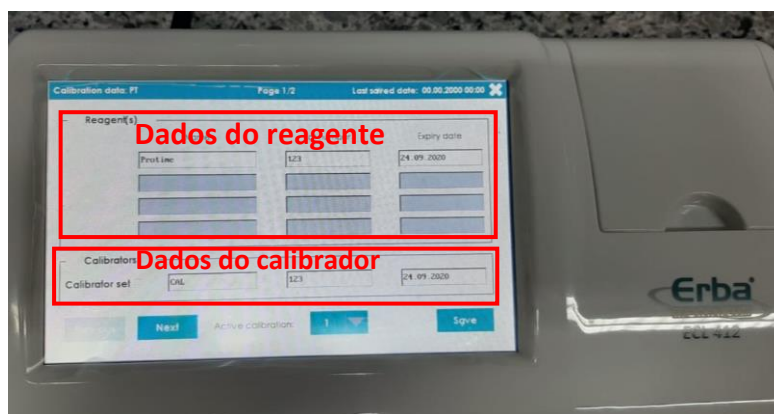 Calibration data: PT Page 1/2 Last saved date: 00.00.2000 00:00
Reagent(s)
Dados do reagente
Expiry date
Protime 123 24.09.2020
Calibrators
Dados do calibrador
Calibrator set CAL 123 24.09.2020
Next Active calibration: 1 Save
Erba
ECL 412